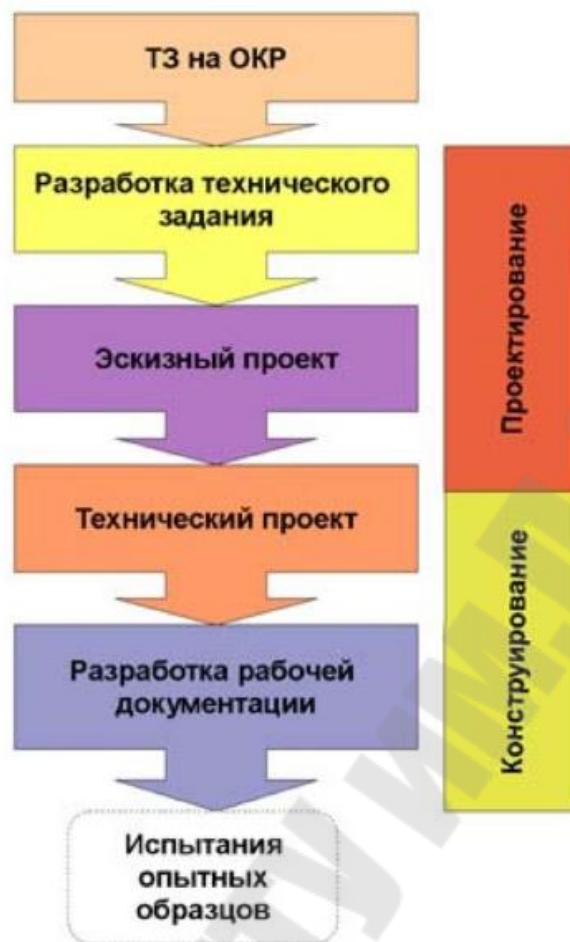 ТЗ на ОКР
Разработка технического
задания
Эскизный проект
Технический проект
Разработка рабочей
документации
Испытания
опытных
образцов
Проектирование
Конструирование